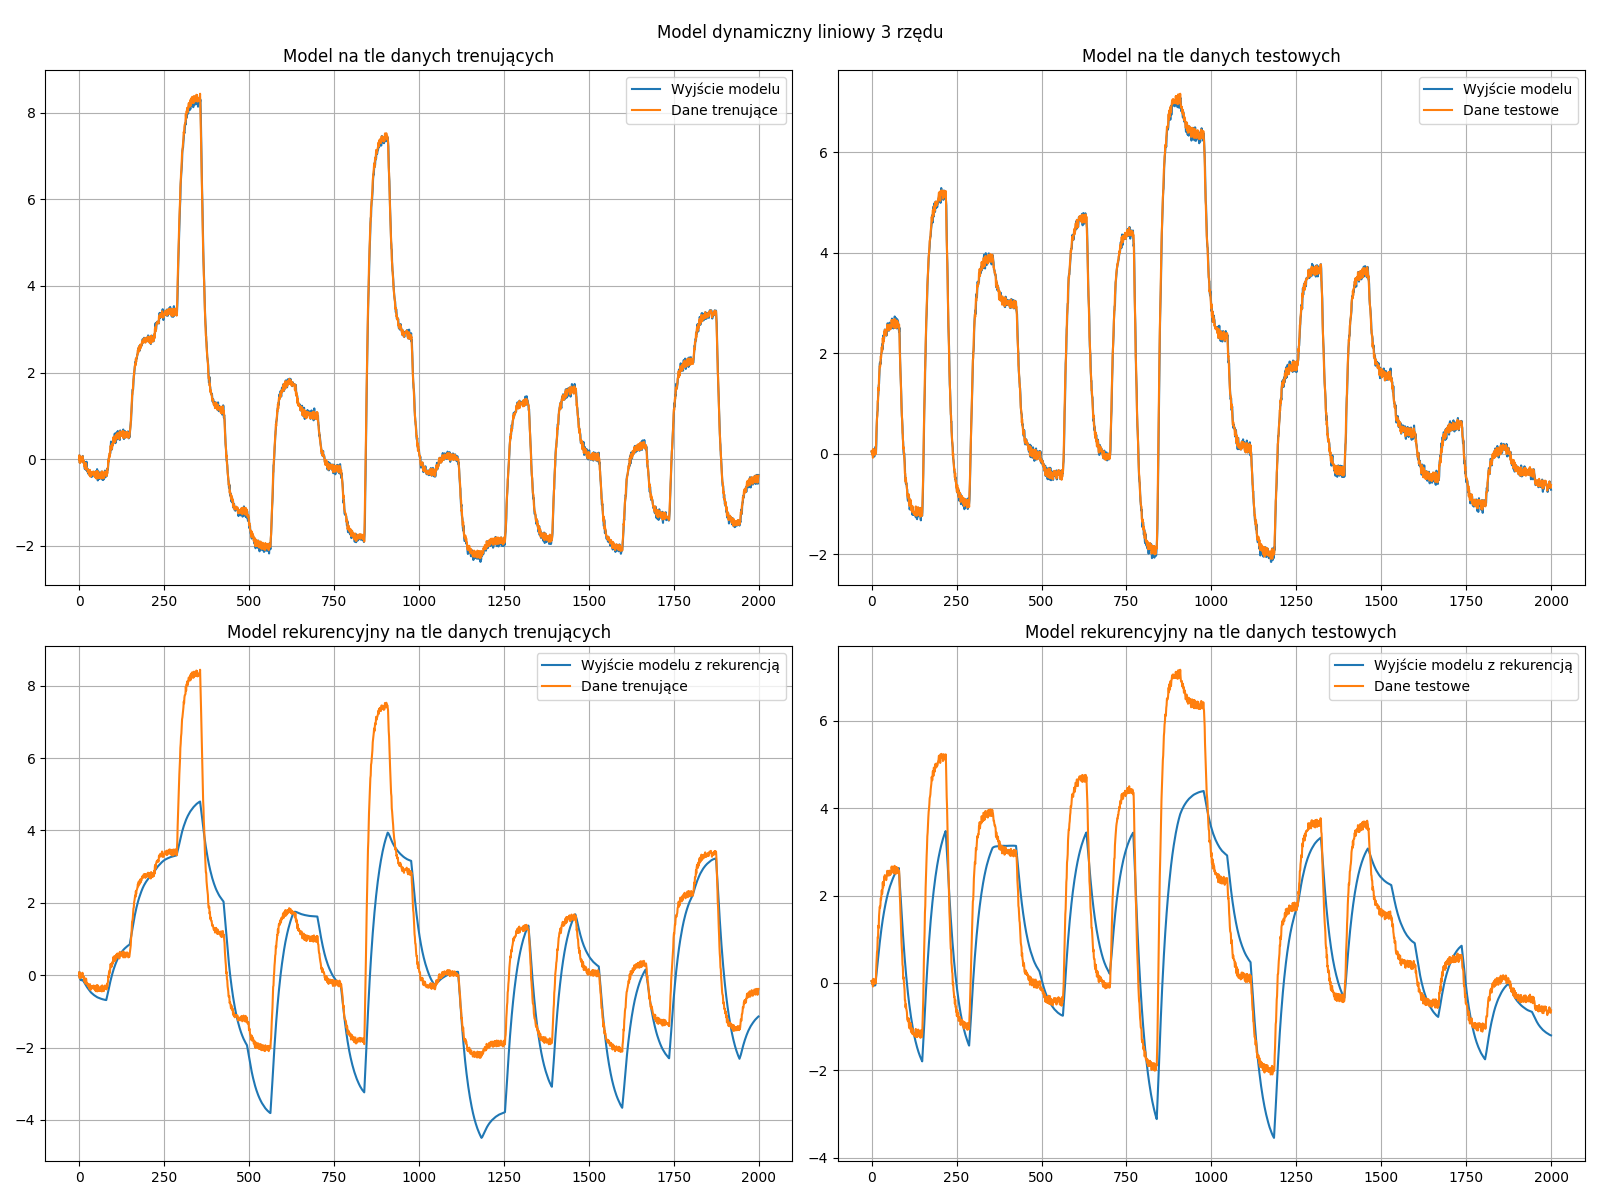 Model dynamiczny liniowy 3 rzędu
Model na tle danych trenujących
Wyjście modelu
Dane trenujące
8
6
4
2
0
−2
0 250 500 750 1000 1250 1500 1750 2000
Model na tle danych testowych
Wyjście modelu
Dane testowe
6
4
2
0
−2
0 250 500 750 1000 1250 1500 1750 2000
Model rekurencyjny na tle danych trenujących
Wyjście modelu z rekurencją
Dane trenujące
8
6
4
2
0
−2
−4
0 250 500 750 1000 1250 1500 1750 2000
Model rekurencyjny na tle danych testowych
Wyjście modelu z rekurencją
Dane testowe
6
4
2
0
−2
−4
0 250 500 750 1000 1250 1500 1750 2000